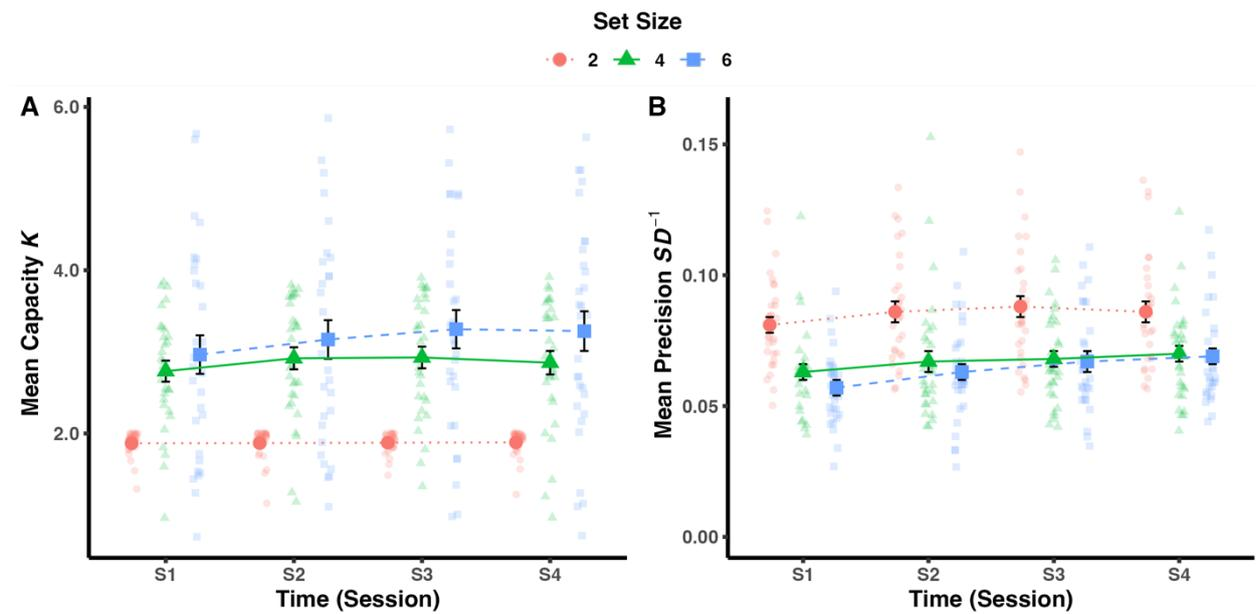 Set Size
2 4 6
A
6.0
4.0
2.0
Mean Capacity K
S1 S2 S3 S4
Time (Session)
B
0.15
0.10
0.05
0.00
Mean Precision SD⁻¹
S1 S2 S3 S4
Time (Session)